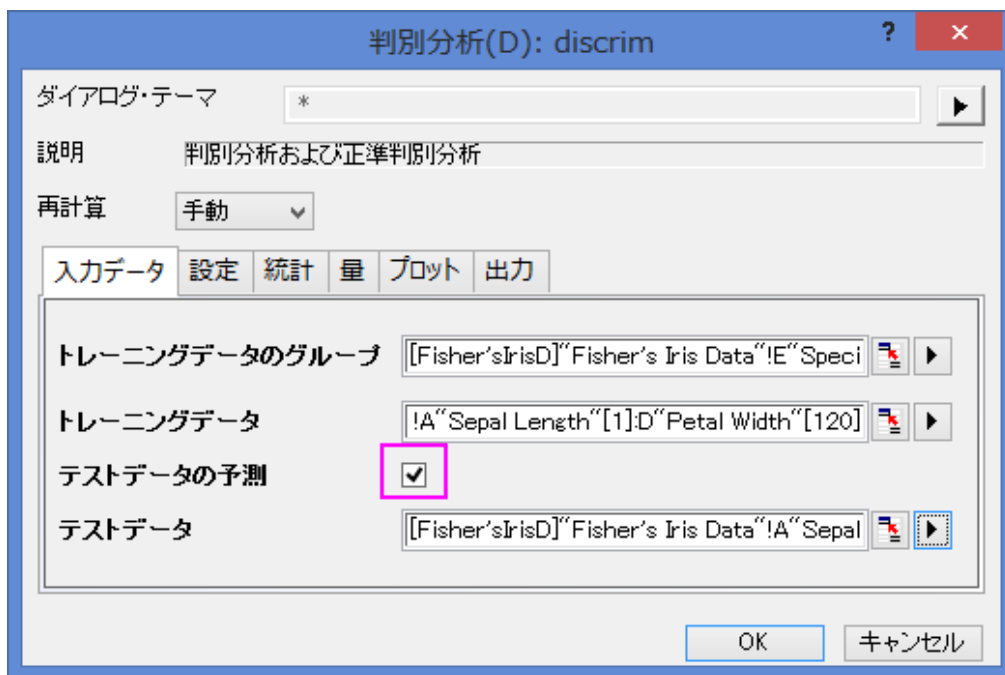 判別分析(D): discrim ? ×
ダイアログ・テーマ *
説明 判別分析および正準判別分析
再計算 手動
入力データ 設定 統計 量 プロット 出力
トレーニングデータのグループ [Fisher'sIrisD]"Fisher's Iris Data"!E"Speci
トレーニングデータ !A"Sepal Length"[1]:D"Petal Width"[120]
テストデータの予測
テストデータ [Fisher'sIrisD]"Fisher's Iris Data"!A"Sepal
OK キャンセル